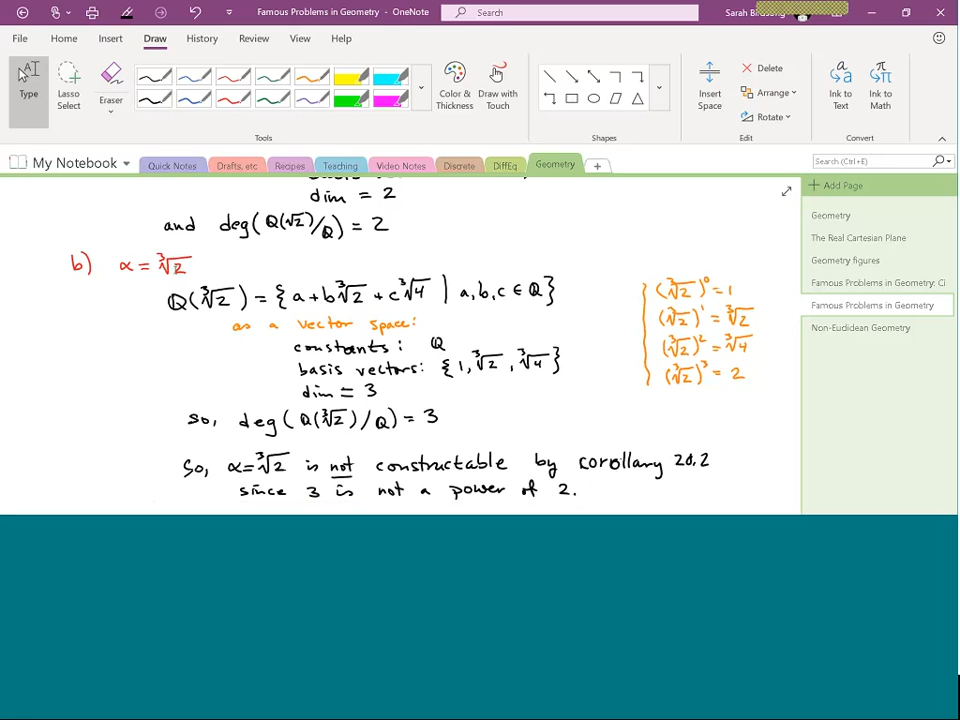 Famous Problems in Geometry - OneNote
Search
File Home Insert Draw History Review View Help
Type
Lasso Select
Eraser
Color & Thickness
Draw with Touch
Insert Space
Delete
Arrange
Rotate
Ink to Text
Ink to Math
Tools
Shapes
Edit
Convert
My Notebook
Quick Notes
Drafts, etc
Recipes
Teaching
Video Notes
Discrete
DiffEq
Geometry
Search (Ctrl+E)
Add Page
Geometry
The Real Cartesian Plane
Geometry figures
Famous Problems in Geometry: Ci
Famous Problems in Geometry
Non-Euclidean Geometry
dim = 2
and deg(ℚ(√2)/ℚ) = 2
b) α = ∛2
ℚ(∛2) = {a + b∛2 + c∛4 | a, b, c ∈ ℚ}
as a vector space:
constants: ℚ
basis vectors: {1, ∛2, ∛4}
dim = 3
So, deg(ℚ(∛2)/ℚ) = 3
So, α = ∛2 is not constructable by corollary 28.2
since 3 is not a power of 2.
(∛2)⁰ = 1
(∛2)¹ = ∛2
(∛2)² = ∛4
(∛2)³ = 2